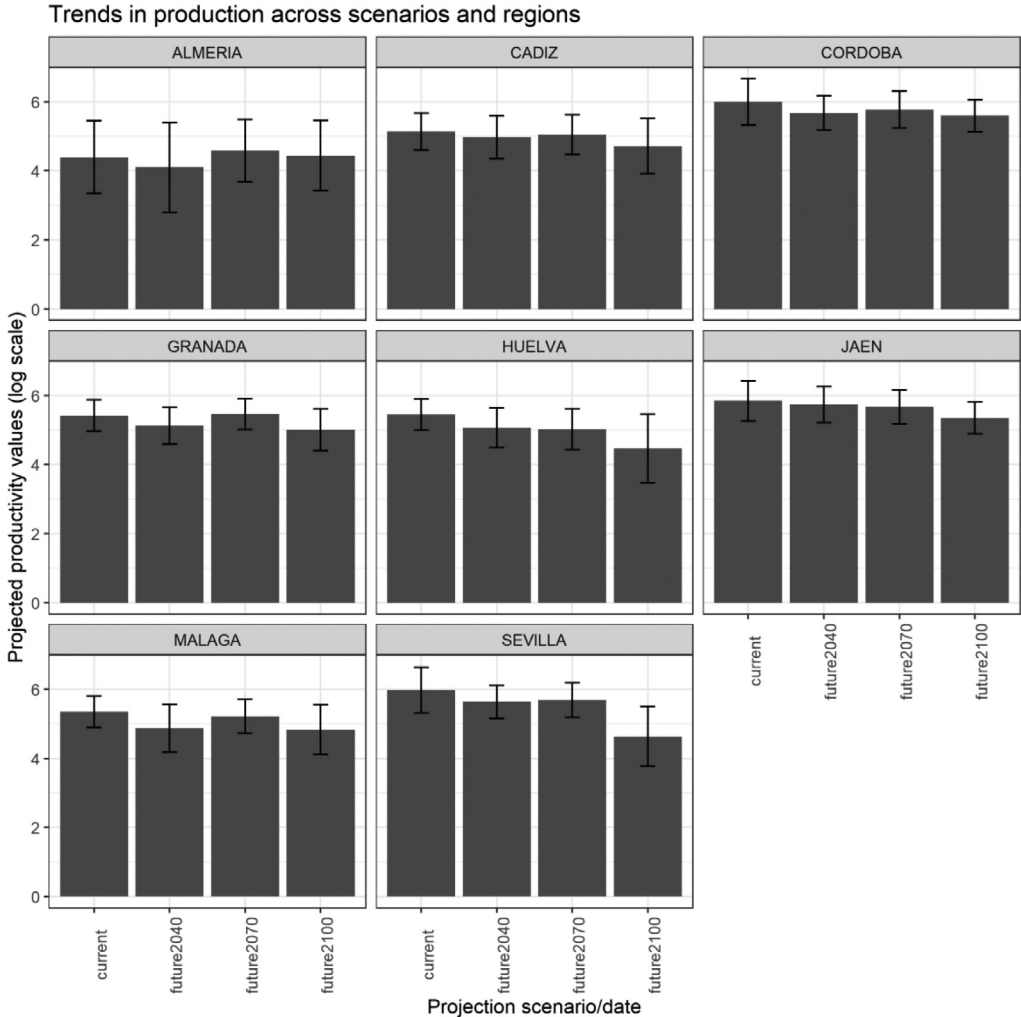 Trends in production across scenarios and regions
ALMERIA
CADIZ
CORDOBA
6
4
2
0
GRANADA
HUELVA
JAEN
6
4
2
0
MALAGA
SEVILLA
6
4
2
0
current
future2040
future2070
future2100
current
future2040
future2070
future2100
current
future2040
future2070
future2100
Projected productivity values (log scale)
Projection scenario/date